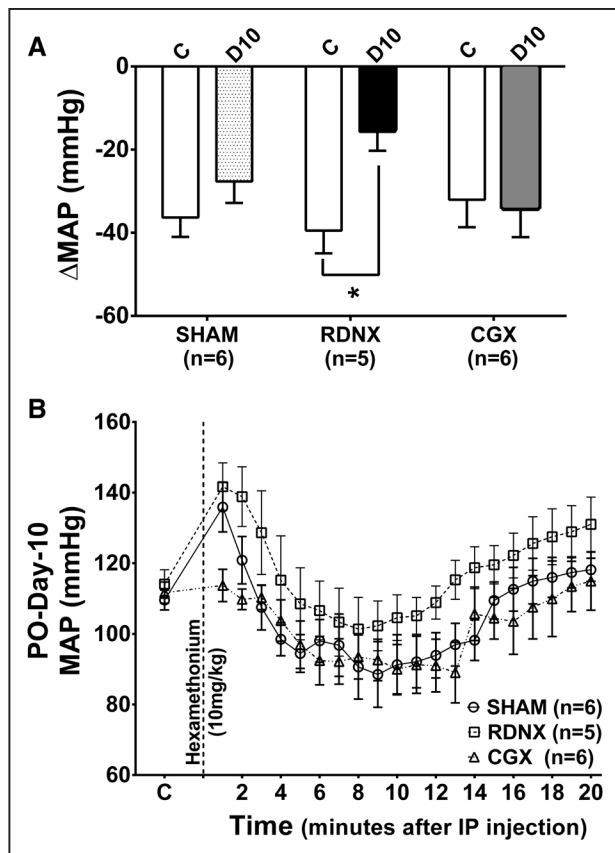 A
C D10 C D10 C D10
0
-20
-40
-60
ΔMAP (mmHg)
*
SHAM RDNX CGX
(n=6) (n=5) (n=6)
B
160
140
120
100
80
60
PO-Day-10
MAP (mmHg)
Hexamethonium
(10mg/kg)
SHAM (n=6)
RDNX (n=5)
CGX (n=6)
C 2 4 6 8 10 12 14 16 18 20
Time (minutes after IP injection)